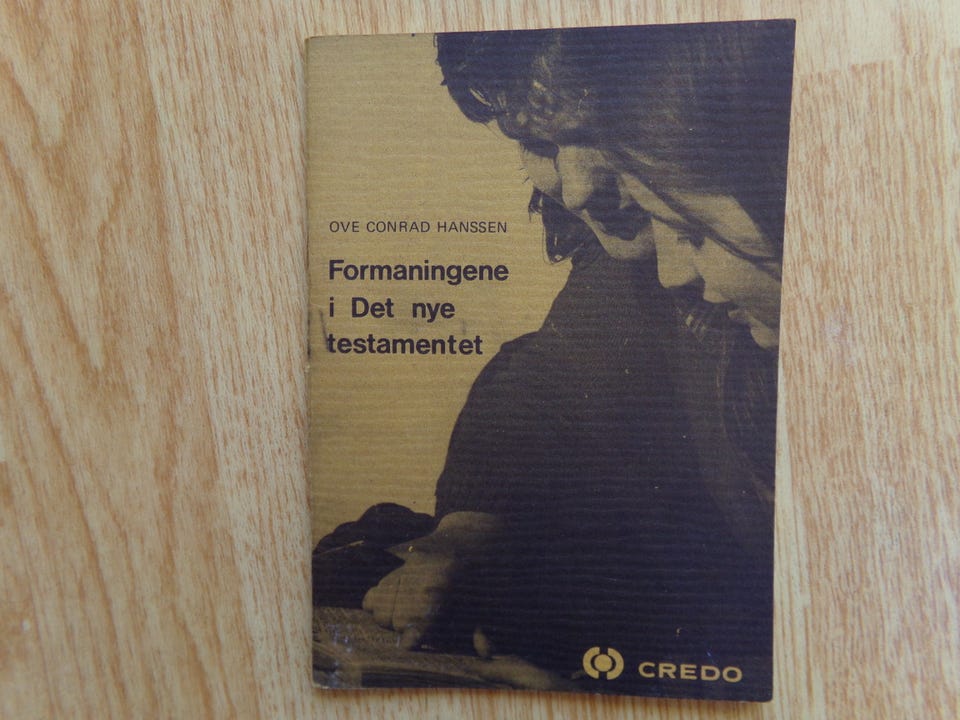 OVE CONRAD HANSSEN
Formaningene
i Det nye
testamentet
CREDO